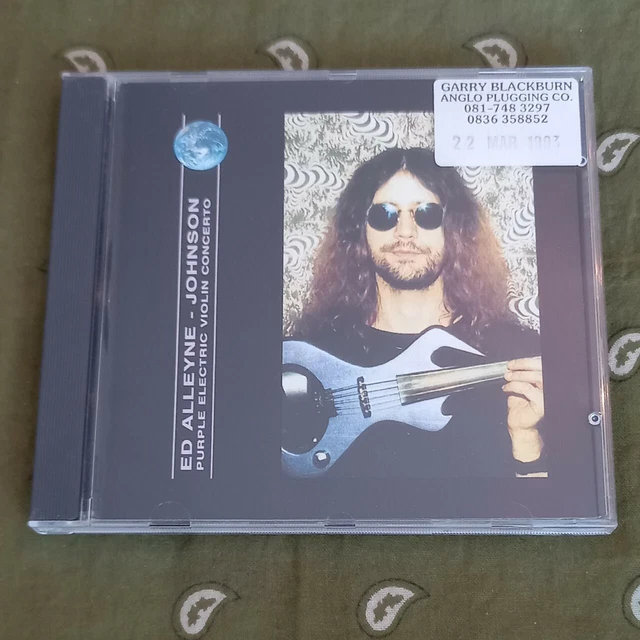 GARRY BLACKBURN
ANGLO PLUGGING CO.
081-748 3297
0836 358852
22 MAR 1993
ED ALLEYNE - JOHNSON
PURPLE ELECTRIC VIOLIN CONCERTO